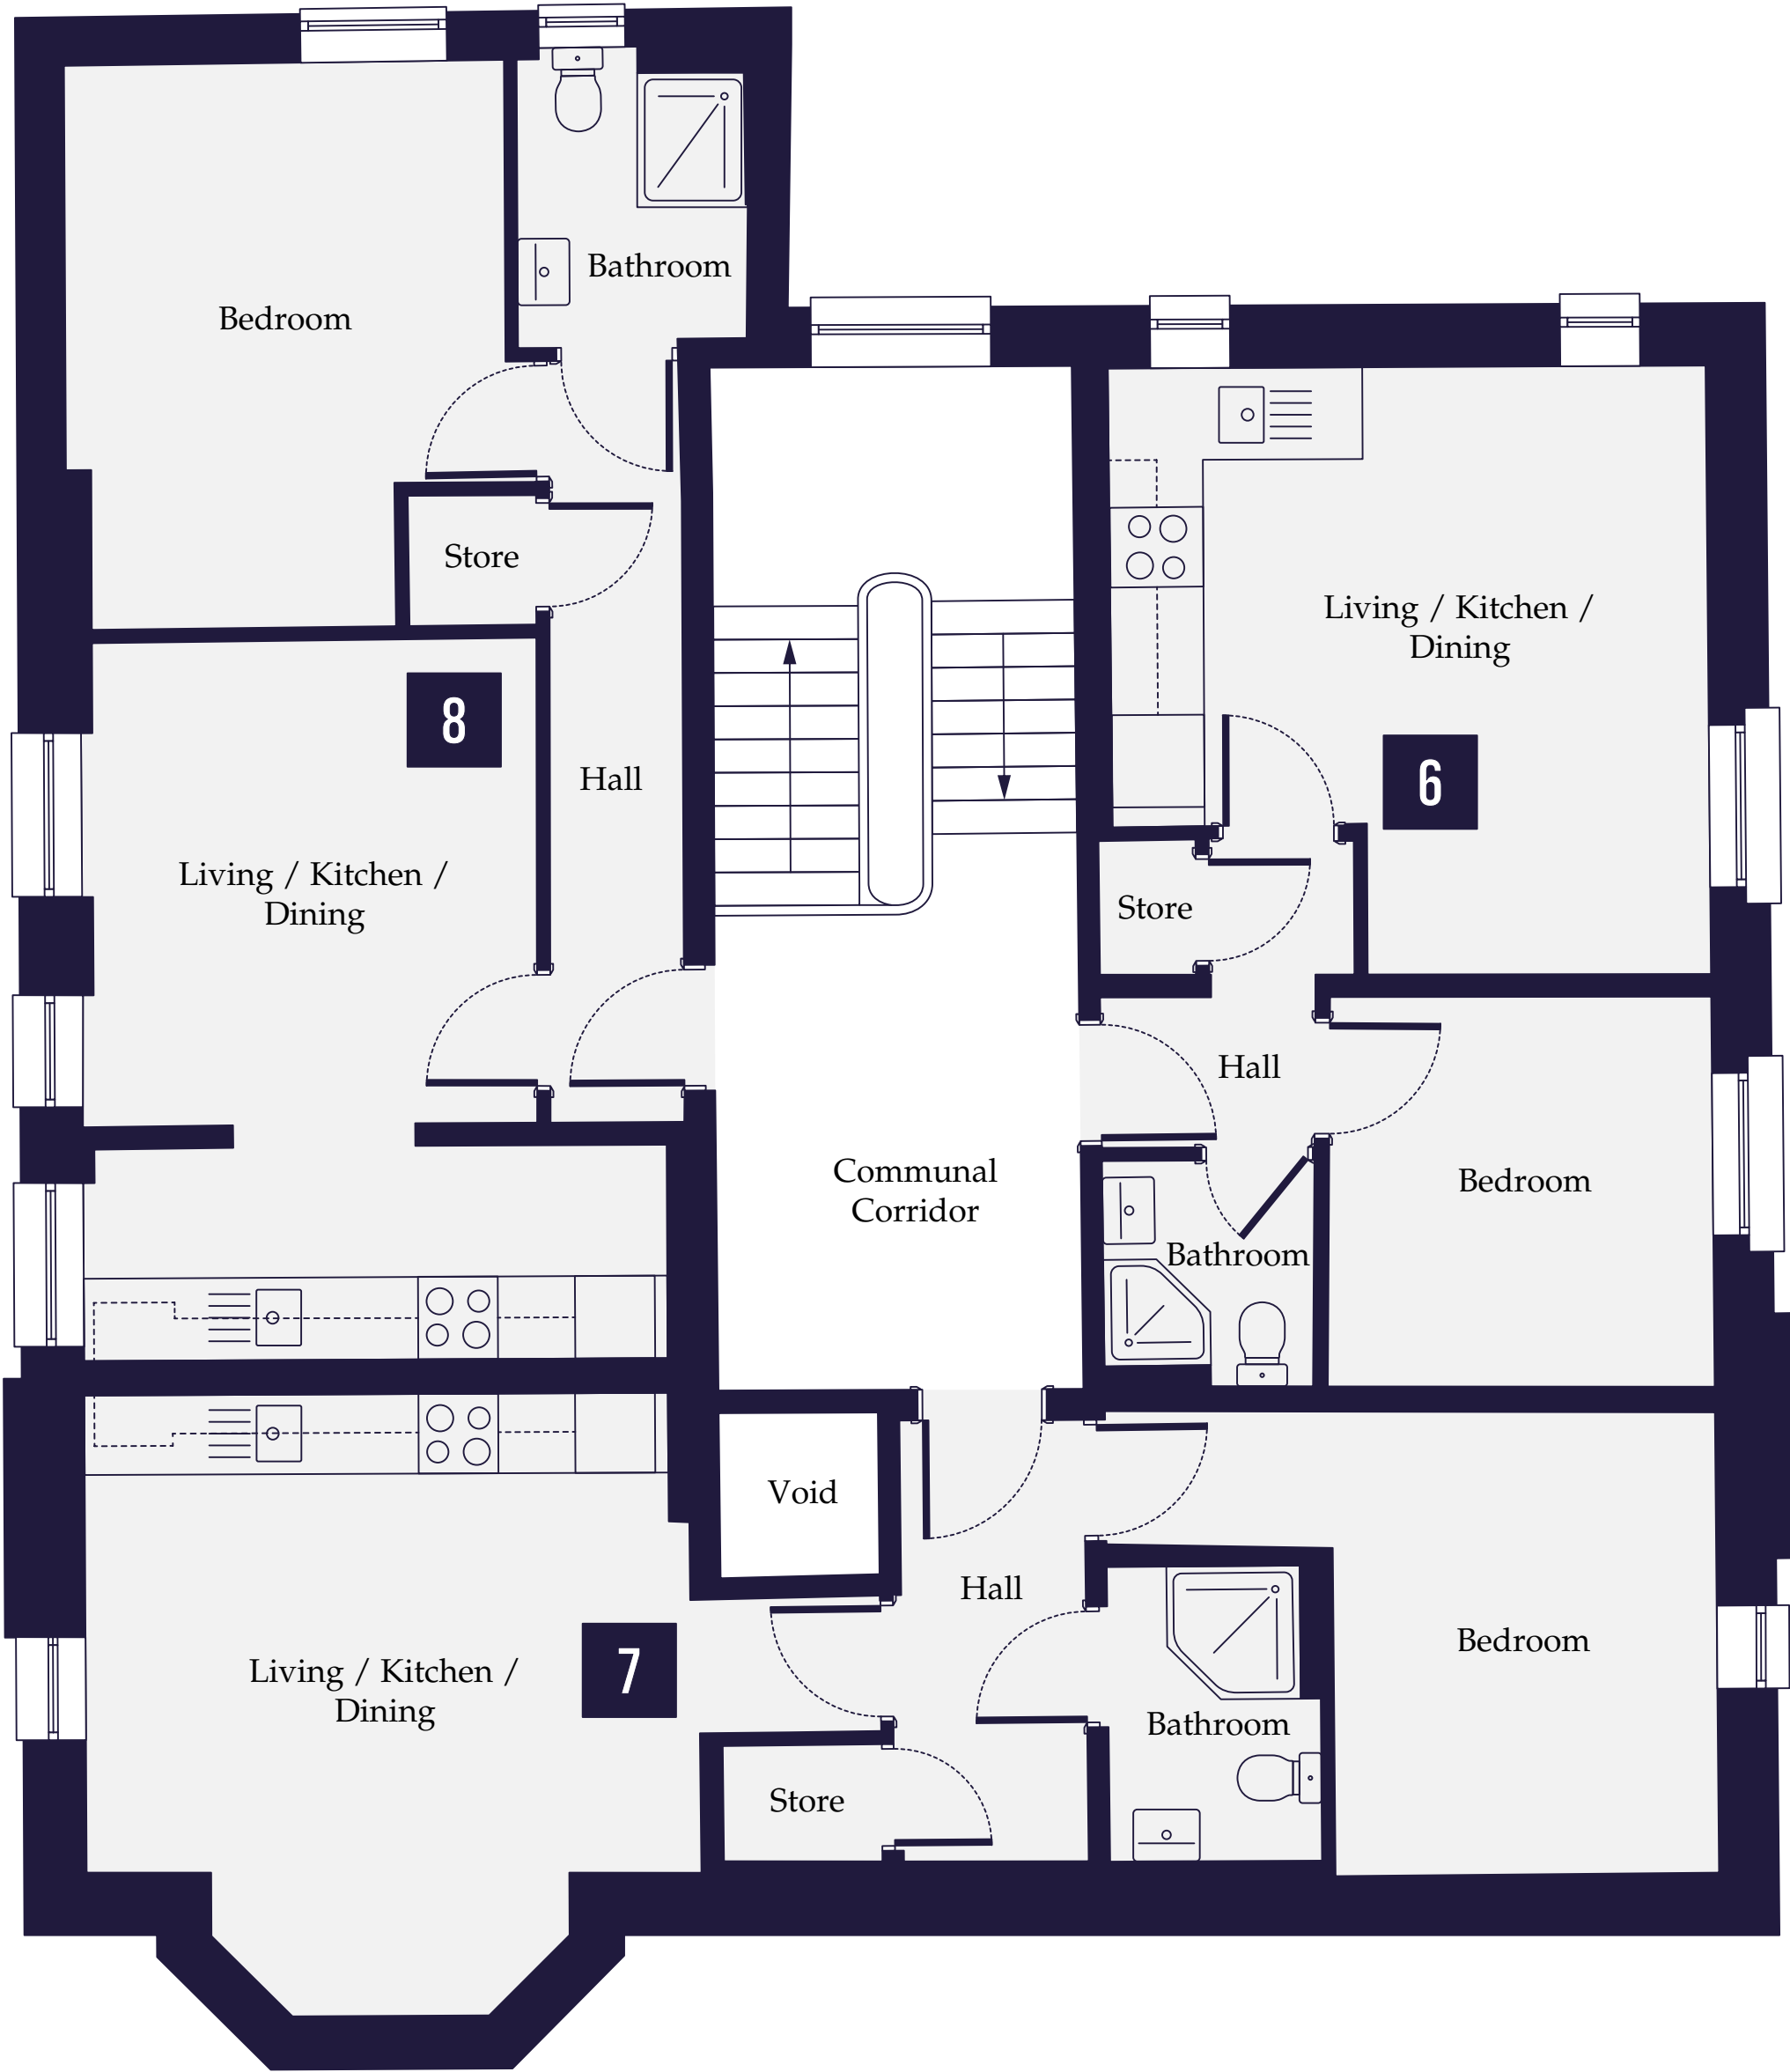 Bathroom
Bedroom
Store
8
Hall
Living / Kitchen /
Dining
Living / Kitchen /
Dining
6
Store
Hall
Communal
Corridor
Bedroom
Bathroom
Void
Hall
Bedroom
Living / Kitchen /
Dining
7
Bathroom
Store